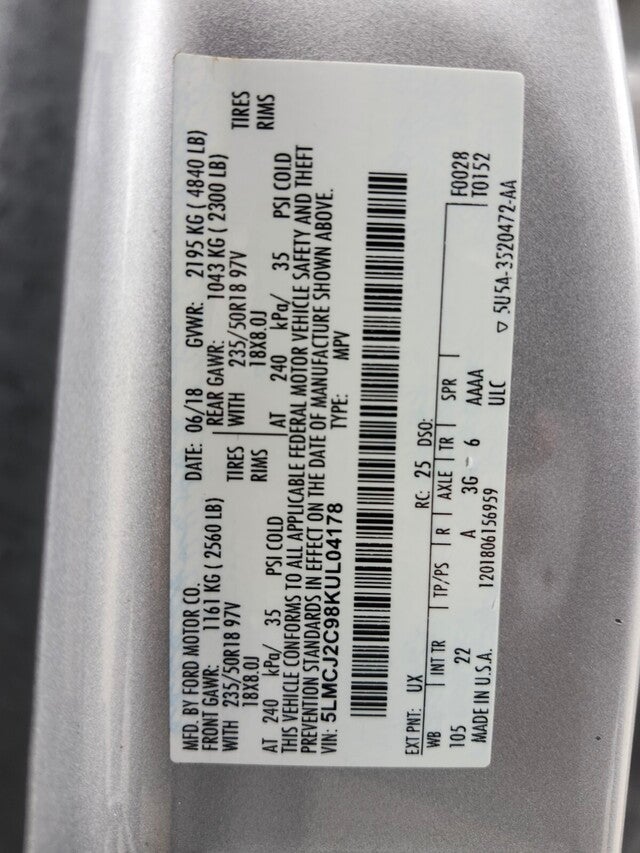 MFD. BY FORD MOTOR CO. DATE: 06/18 GVWR: 2195 KG ( 4840 LB)
FRONT GAWR: 1161 KG ( 2560 LB) REAR GAWR: 1043 KG ( 2300 LB)
WITH 235/50R18 97V TIRES WITH 235/50R18 97V TIRES
18X8.0J RIMS 18X8.0J RIMS
AT 240 kPa/ 35 PSI COLD AT 240 kPa/ 35 PSI COLD
THIS VEHICLE CONFORMS TO ALL APPLICABLE FEDERAL MOTOR VEHICLE SAFETY AND THEFT
PREVENTION STANDARDS IN EFFECT ON THE DATE OF MANUFACTURE SHOWN ABOVE.
VIN: 5LMCJ2C98KUL04178 TYPE: MPV
EXT PNT: UX RC: 25 DSO:
WB INT TR TP/PS R AXLE TR SPR F0028
105 22 A 3G 6 AAAA T0152
MADE IN U.S.A. 1201806156959 ULC
▽ 5U5A-3520472-AA